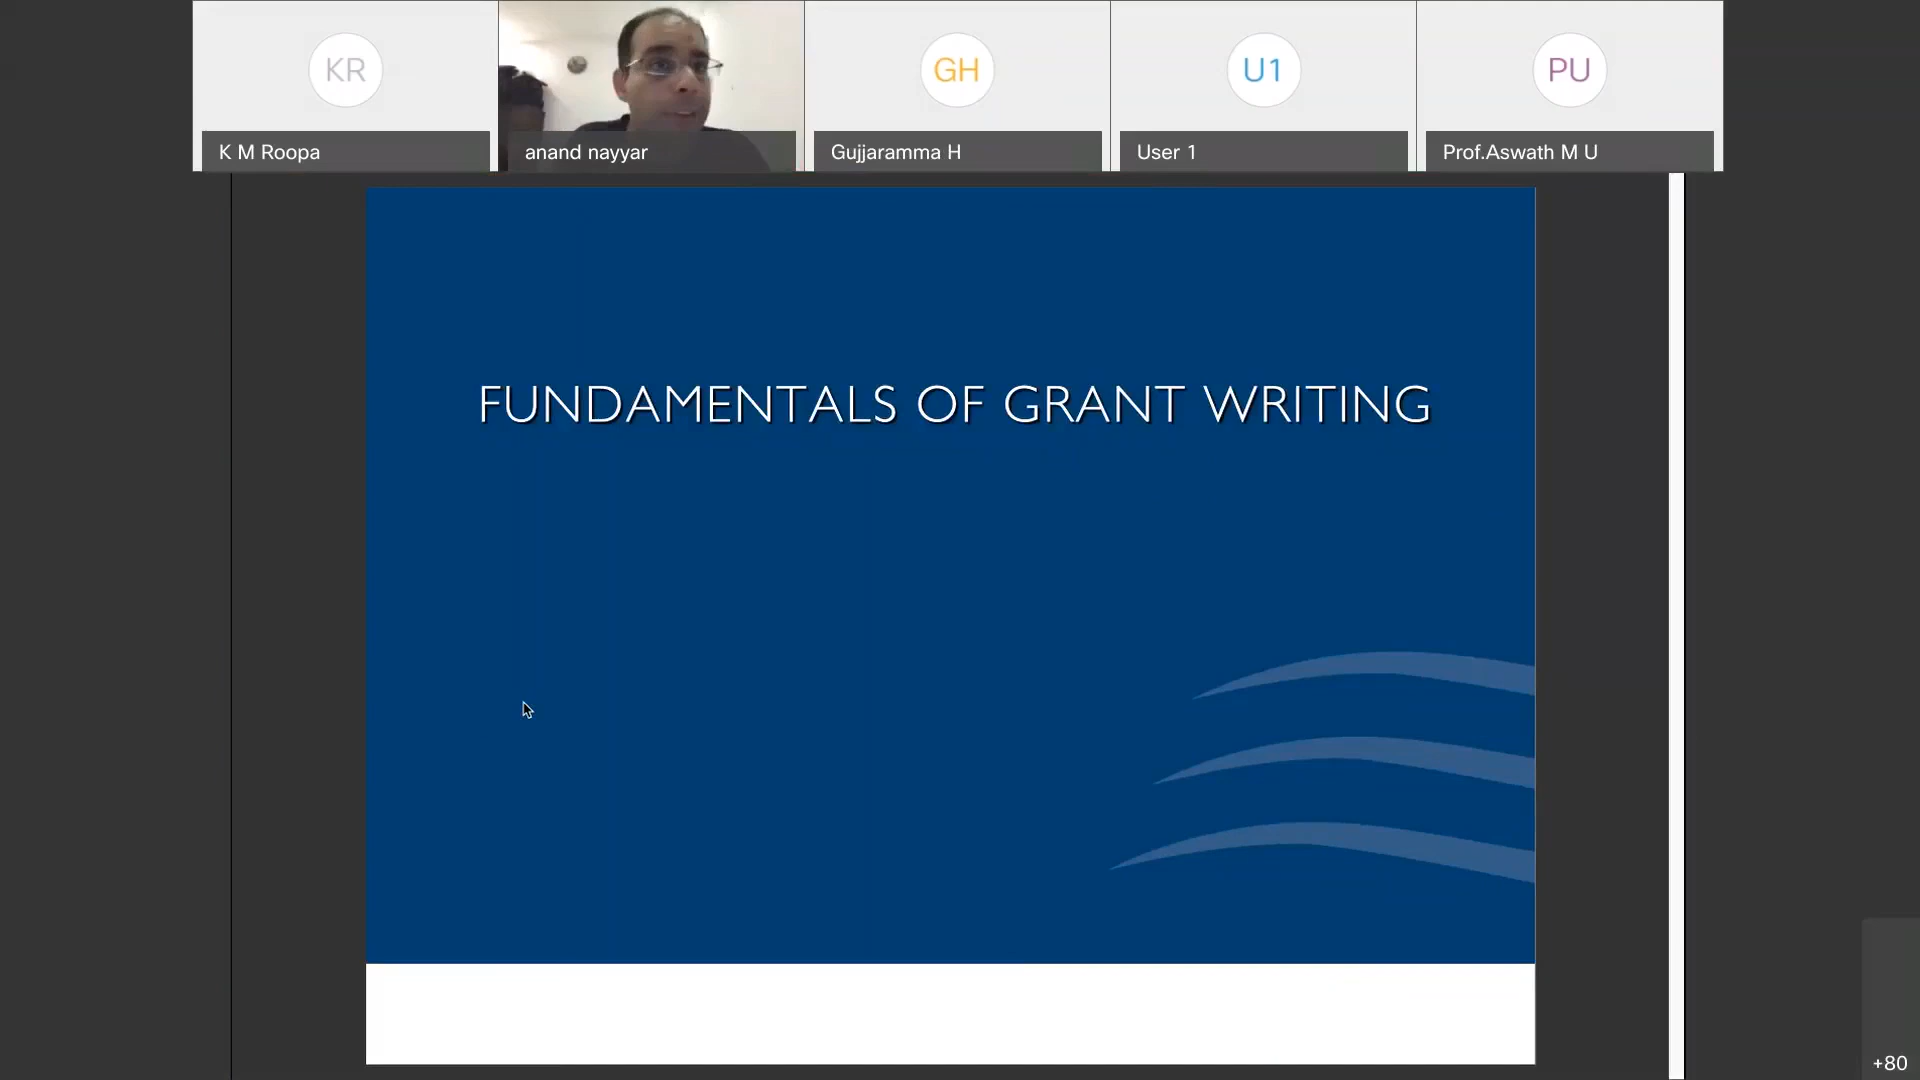 KR
GH
U1
PU
K M Roopa
anand nayyar
Gujjaramma H
User 1
Prof.Aswath M U
FUNDAMENTALS OF GRANT WRITING
+80